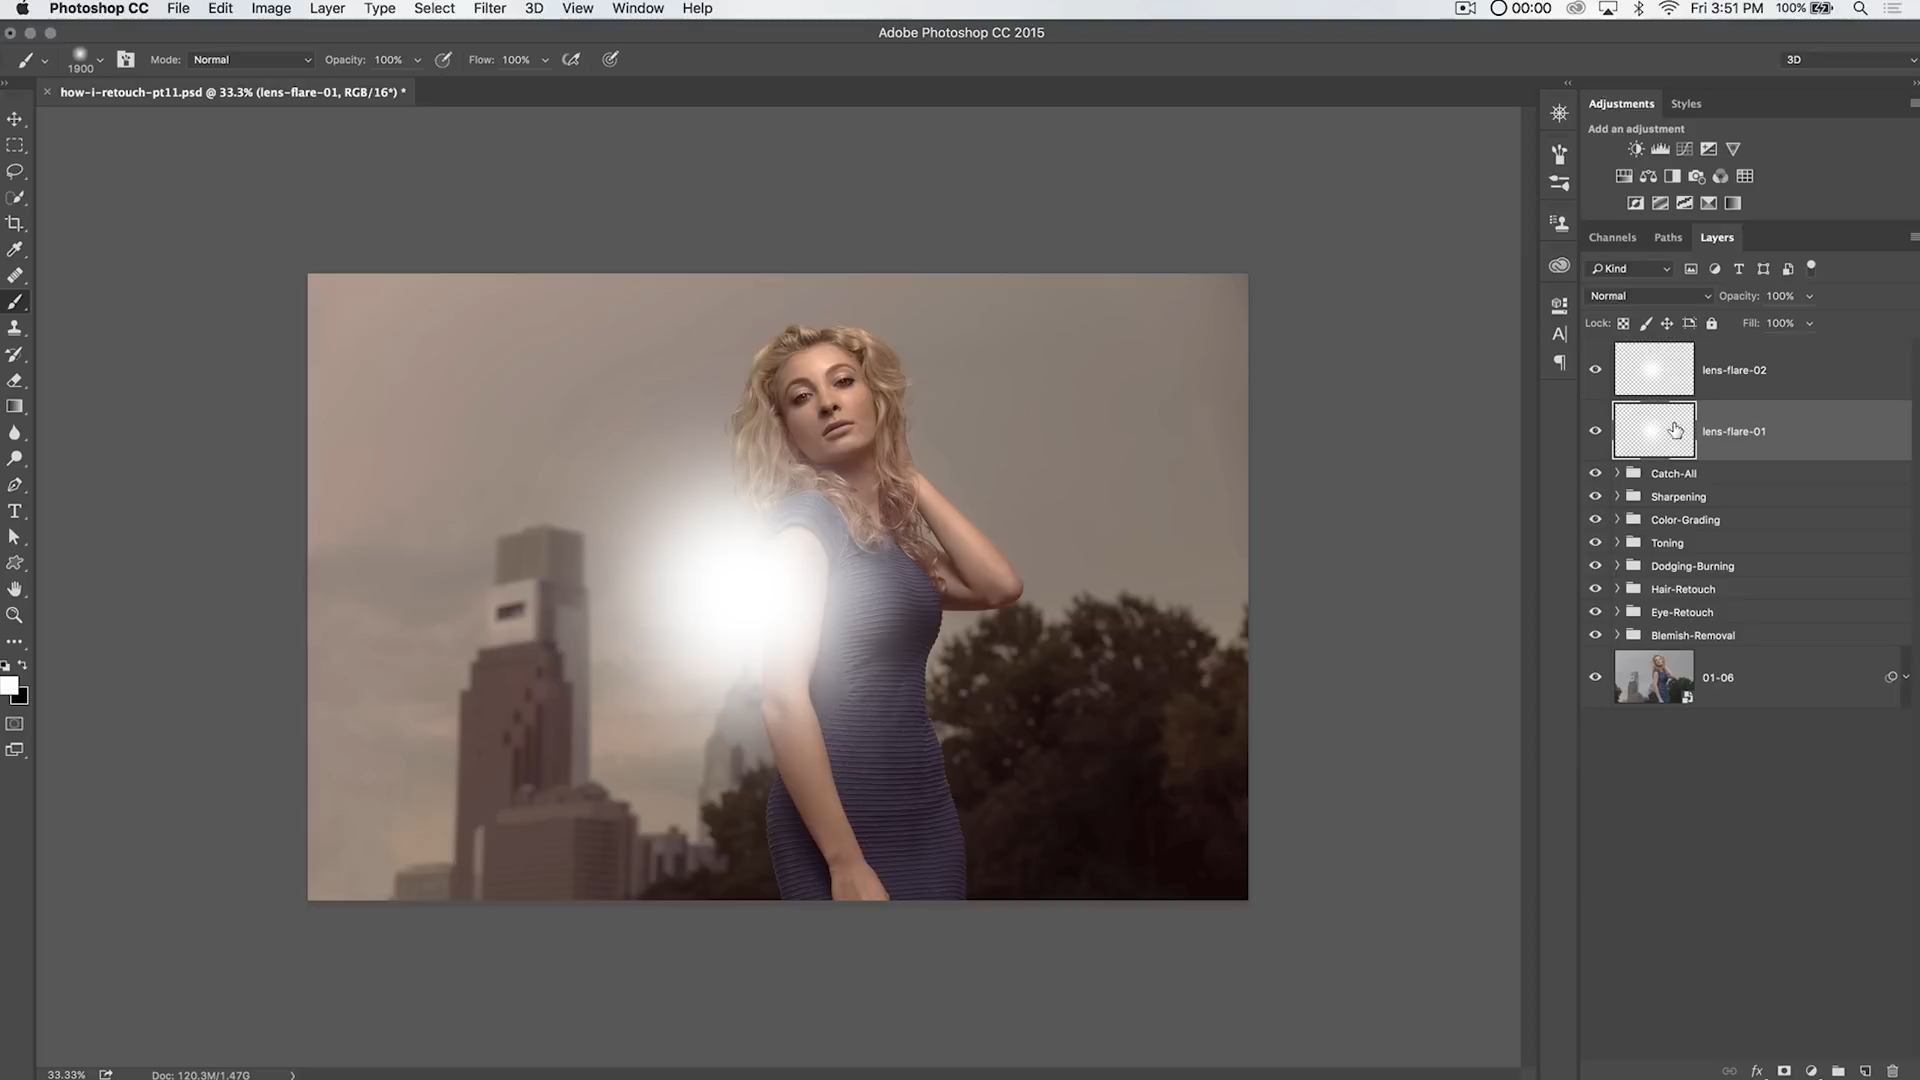 Photoshop CC File Edit Image Layer Type Select Filter 3D View Window Help 00:00 Fri 3:51 PM 100%
Adobe Photoshop CC 2015
1900 Mode: Normal Opacity: 100% Flow: 100% 3D
how-i-retouch-pt11.psd @ 33.3% (lens-flare-01, RGB/16*) *
Adjustments Styles
Add an adjustment
Channels Paths Layers
Kind
Normal Opacity: 100%
Lock: Fill: 100%
lens-flare-02
lens-flare-01
Catch-All
Sharpening
Color-Grading
Toning
Dodging-Burning
Hair-Retouch
Eye-Retouch
Blemish-Removal
01-06
33.33% Doc: 120.3M/1.47G